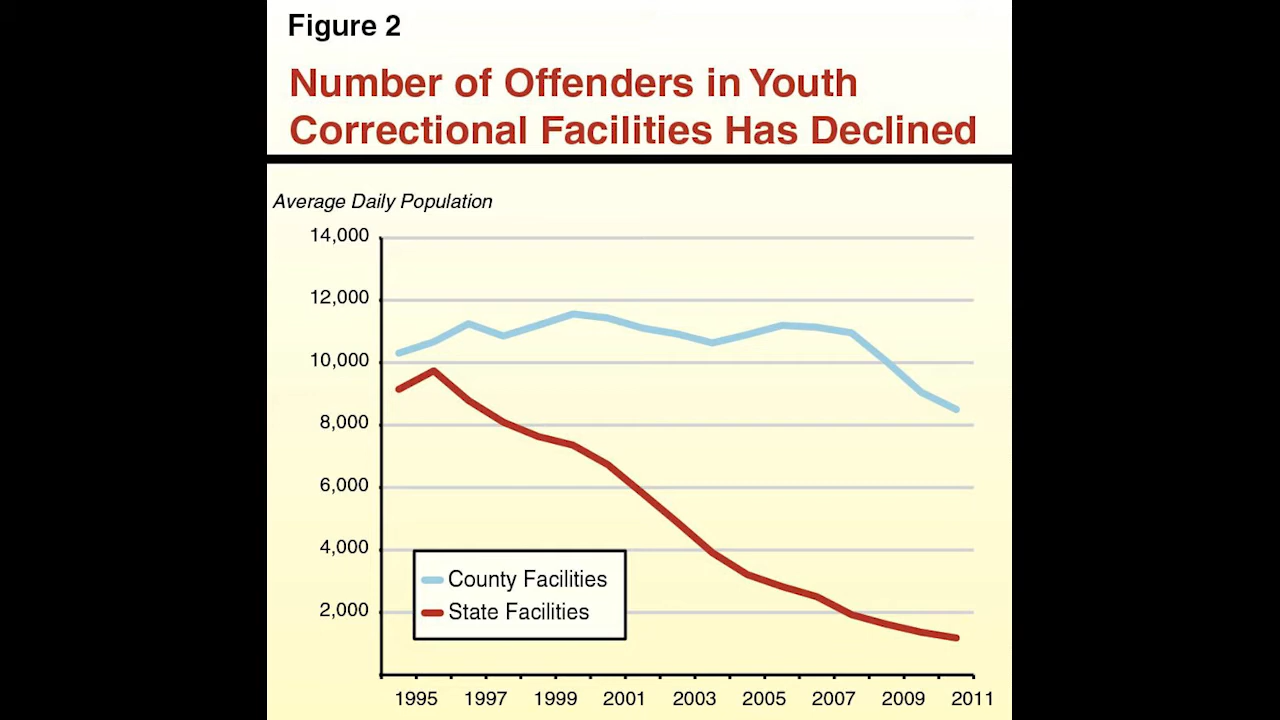 Figure 2
Number of Offenders in Youth
Correctional Facilities Has Declined
Average Daily Population
14,000
12,000
10,000
8,000
6,000
4,000
2,000
County Facilities
State Facilities
1995 1997 1999 2001 2003 2005 2007 2009 2011